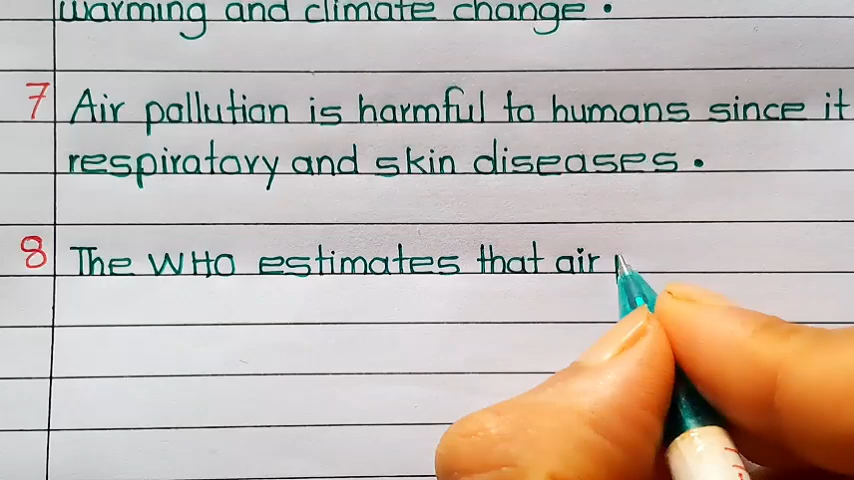 warming and climate change.
7 Air pollution is harmful to humans since it
respiratory and skin diseases.
8 The WHO estimates that air